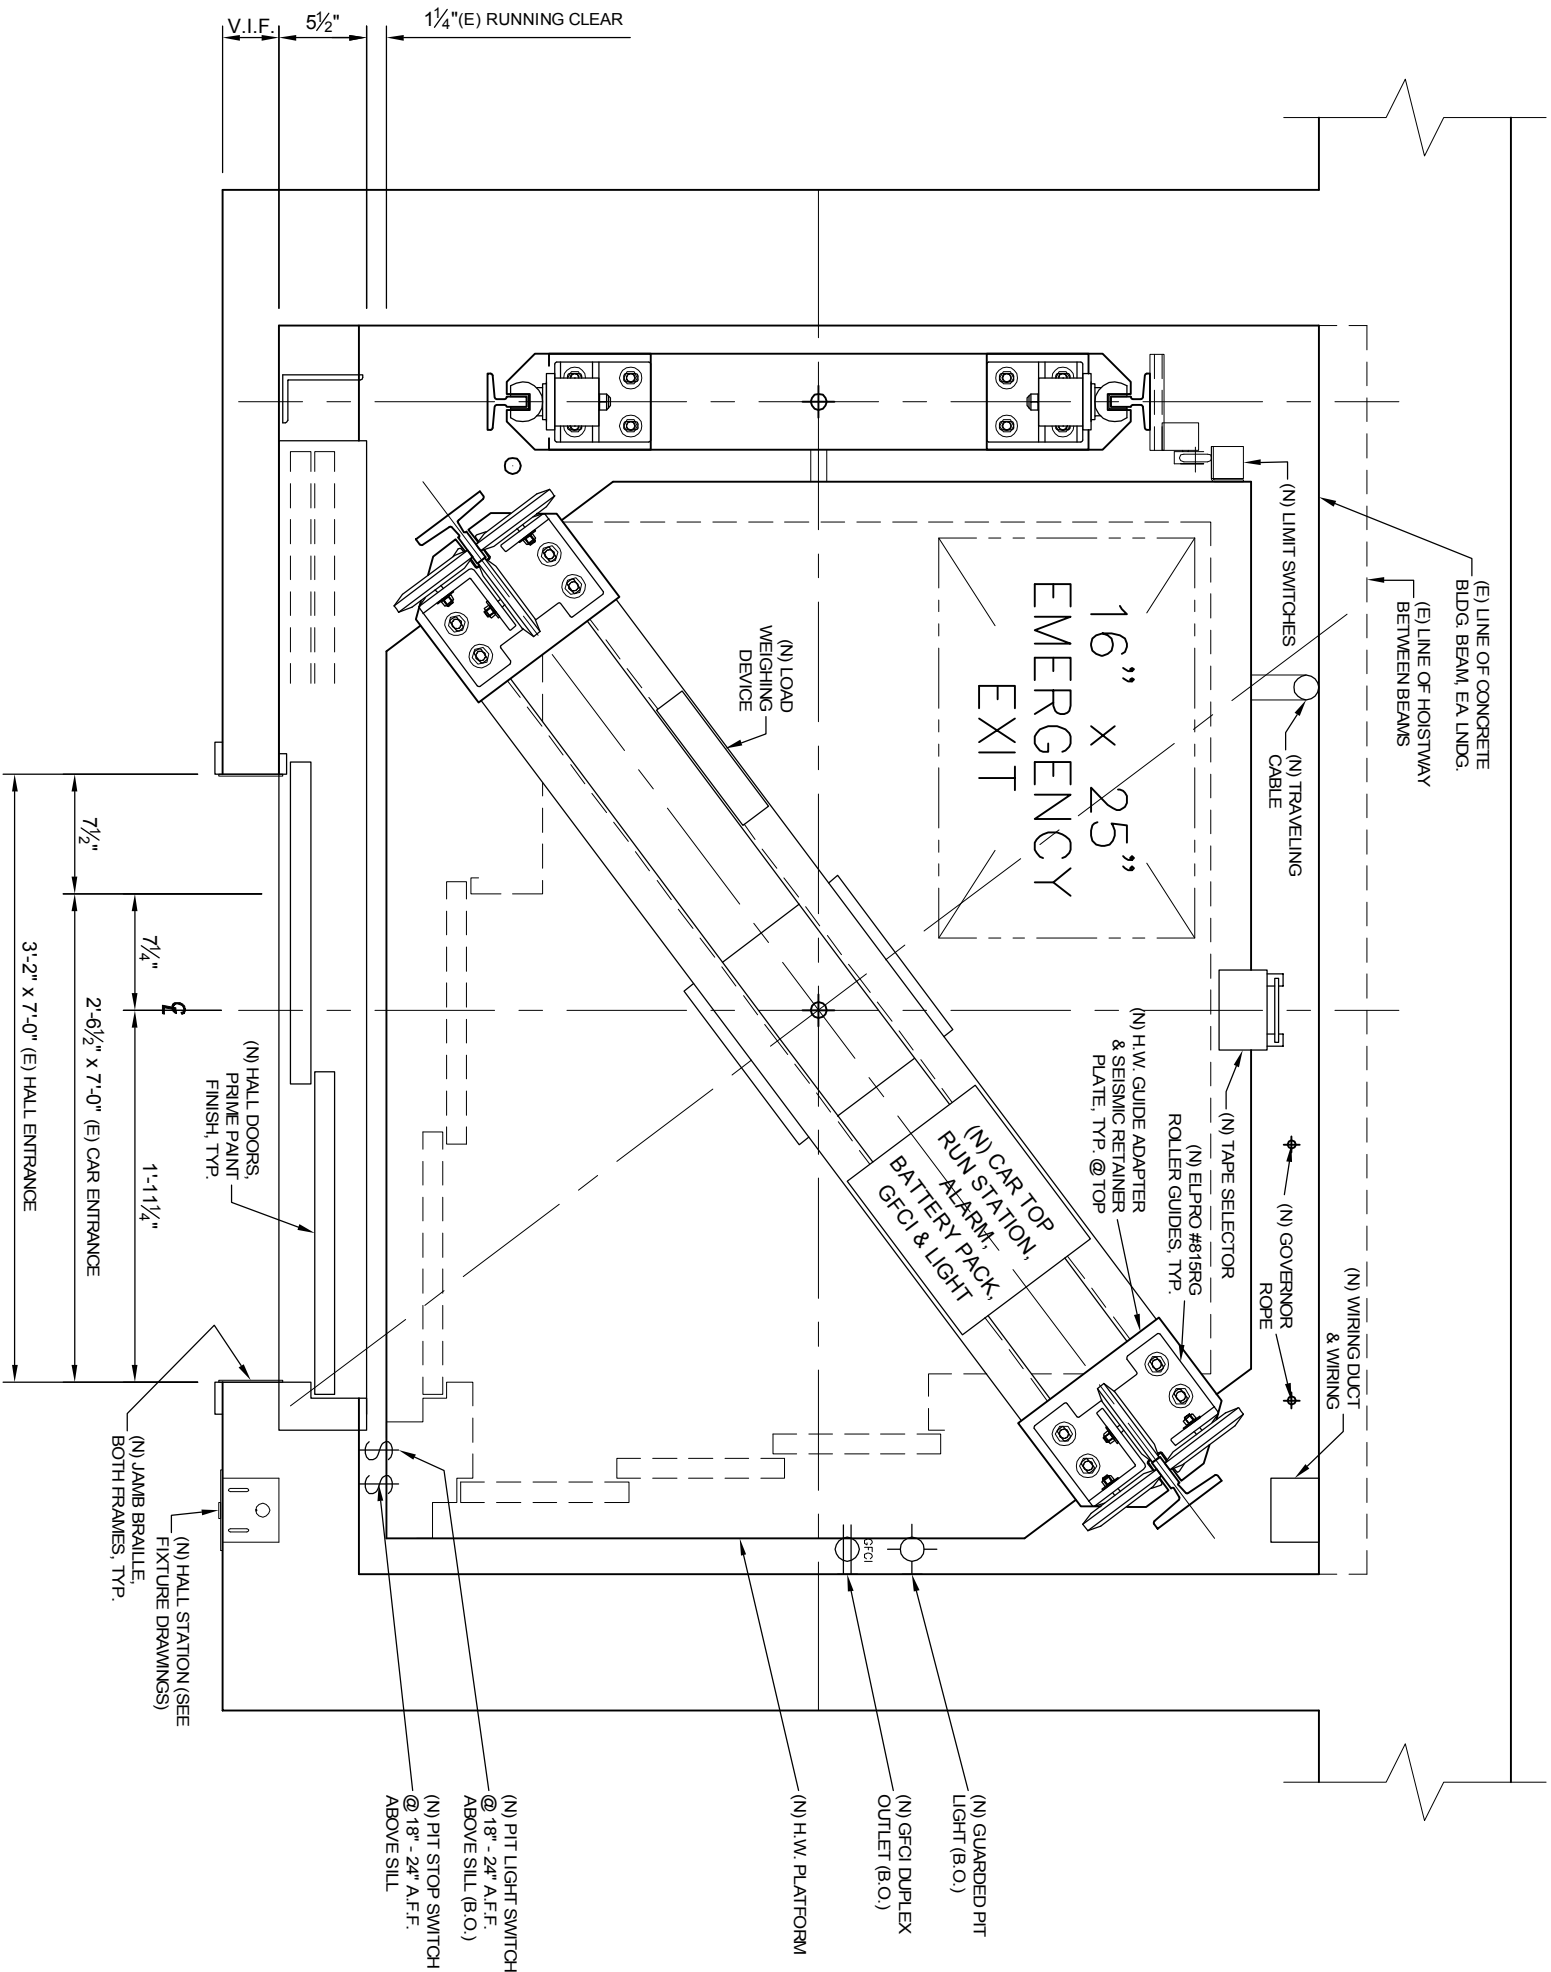 V.I.F.
5½"
1¼"(E) RUNNING CLEAR
(E) LINE OF CONCRETE
BLDG. BEAM, EA. LNDG.
(E) LINE OF HOISTWAY
BETWEEN BEAMS
(N) LIMIT SWITCHES
(N) TRAVELING
CABLE
16" x 25"
EMERGENCY
EXIT
(N) LOAD
WEIGHING
DEVICE
(N) TAPE SELECTOR
(N) ELPRO #815RG
ROLLER GUIDES, TYP.
(N) H.W. GUIDE ADAPTER
& SEISMIC RETAINER
PLATE, TYP. @ TOP
(N) GOVERNOR
ROPE
(N) WIRING DUCT
& WIRING
(N) CAR TOP
RUN STATION,
ALARM,
BATTERY PACK,
GFCI & LIGHT
GFCI
(N) GUARDED PIT
LIGHT (B.O.)
(N) GFCI DUPLEX
OUTLET (B.O.)
(N) H.W. PLATFORM
(N) PIT LIGHT SWITCH
@ 18" - 24" A.F.F.
ABOVE SILL (B.O.)
(N) PIT STOP SWITCH
@ 18" - 24" A.F.F.
ABOVE SILL
S
S
(N) HALL DOORS,
PRIME PAINT
FINISH, TYP.
(N) HALL STATION (SEE
FIXTURE DRAWINGS)
(N) JAMB BRAILLE,
BOTH FRAMES, TYP.
CL
7¼"
1'-11¼"
7½"
2'-6½" x 7'-0" (E) CAR ENTRANCE
3'-2" x 7'-0" (E) HALL ENTRANCE